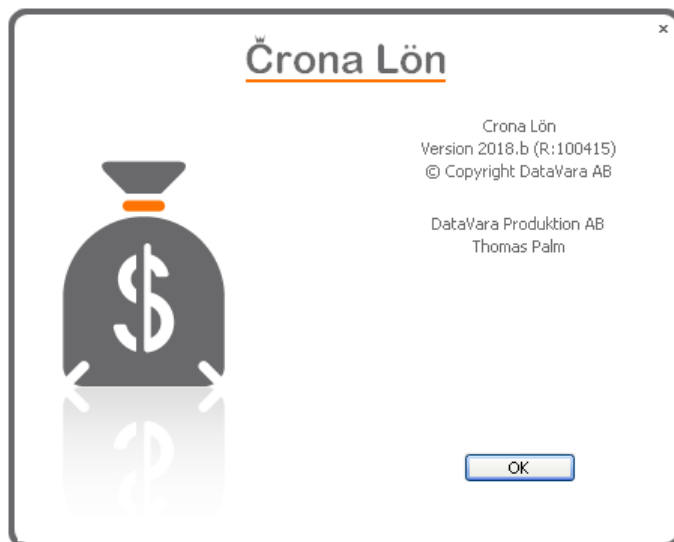 Crona Lön
Crona Lön
Version 2018.b (R:100415)
© Copyright DataVara AB
DataVara Produktion AB
Thomas Palm
$
OK